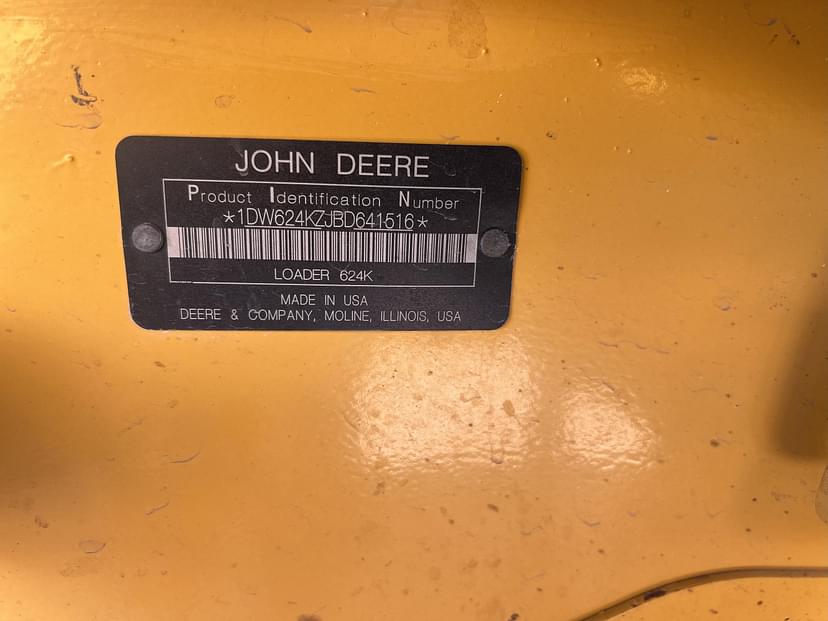 JOHN DEERE
Product Identification Number
*1DW624KZJBD641516*
LOADER 624K
MADE IN USA
DEERE & COMPANY, MOLINE, ILLINOIS, USA